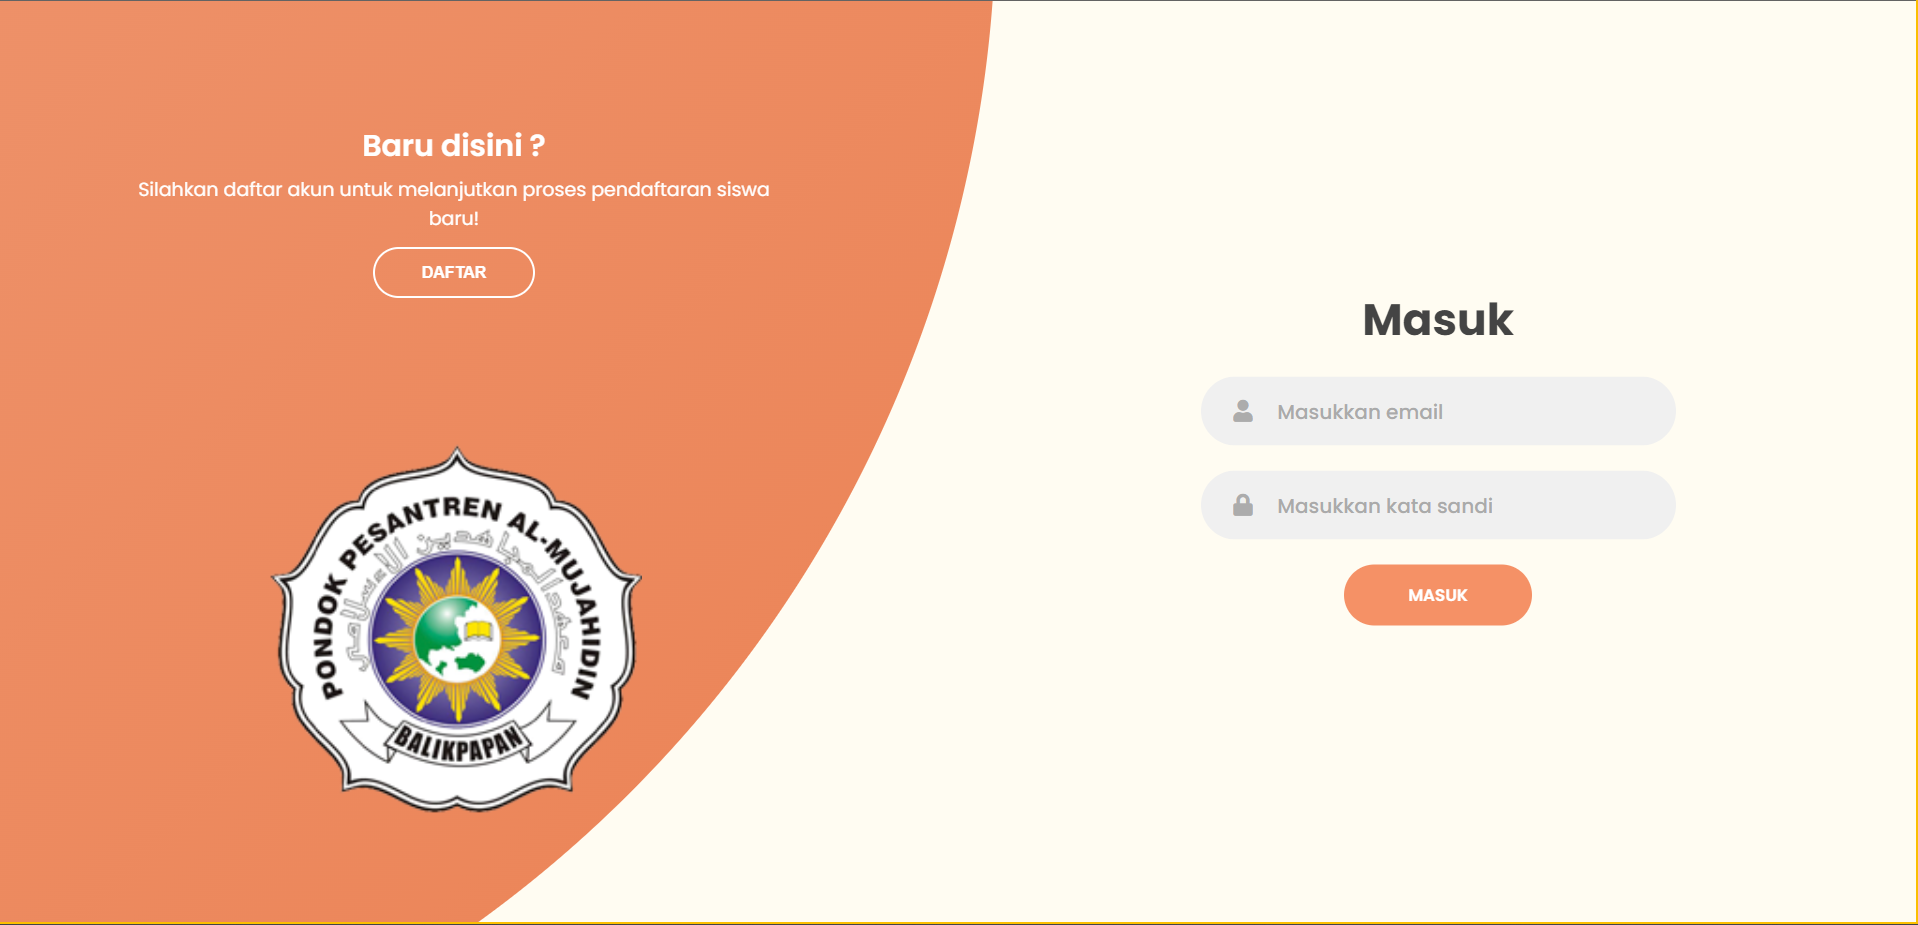 Baru disini ?
Silahkan daftar akun untuk melanjutkan proses pendaftaran siswa
baru!
DAFTAR
PONDOK PESANTREN AL-MUJAHIDIN
معهد المجاهدين الإسلامي
BALIKPAPAN
Masuk
Masukkan email
Masukkan kata sandi
MASUK